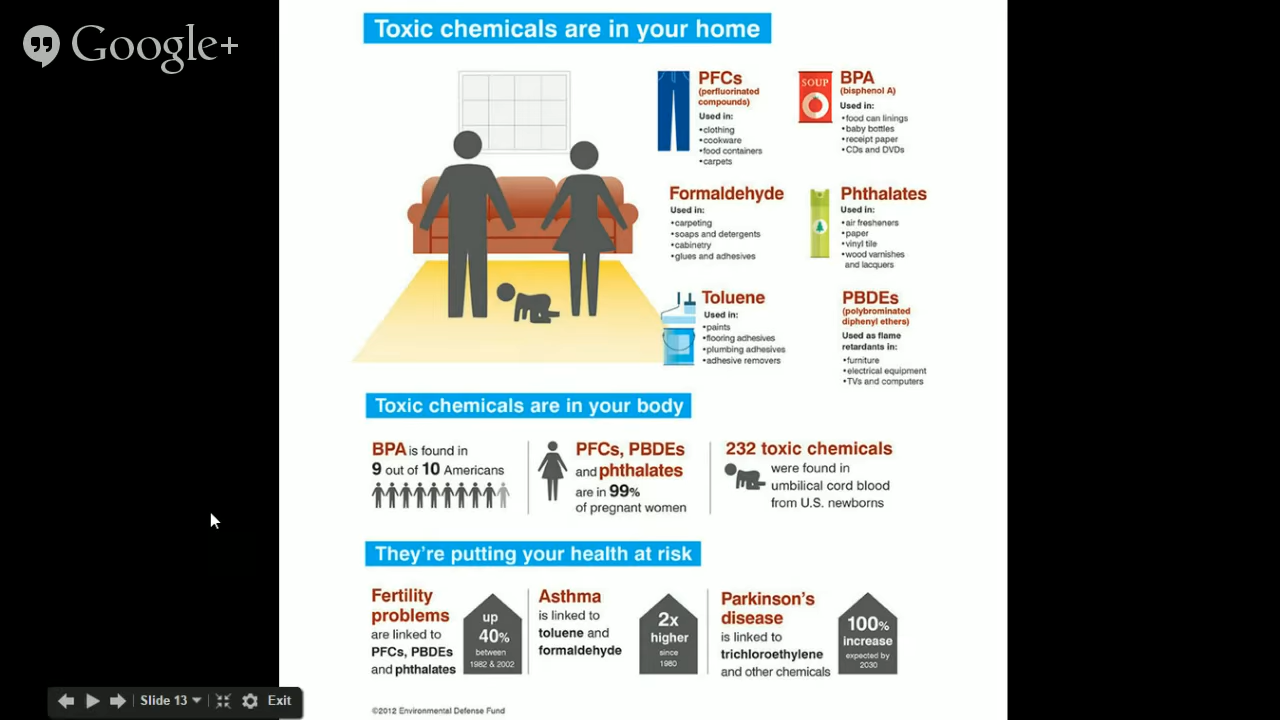 Google+
Toxic chemicals are in your home
PFCs
(perfluorinated
compounds)
Used in:
•clothing
•cookware
•food containers
•carpets
SOUP
BPA
(bisphenol A)
Used in:
•food can linings
•baby bottles
•receipt paper
•CDs and DVDs
Formaldehyde
Used in:
•carpeting
•soaps and detergents
•cabinetry
•glues and adhesives
Phthalates
Used in:
•air fresheners
•paper
•vinyl tile
•wood varnishes
and lacquers
Toluene
Used in:
•paints
•flooring adhesives
•plumbing adhesives
•adhesive removers
PBDEs
(polybrominated
diphenyl ethers)
Used as flame
retardants in:
•furniture
•electrical equipment
•TVs and computers
Toxic chemicals are in your body
BPA is found in
9 out of 10 Americans
PFCs, PBDEs
and phthalates
are in 99%
of pregnant women
232 toxic chemicals
were found in
umbilical cord blood
from U.S. newborns
They're putting your health at risk
Fertility
problems
are linked to
PFCs, PBDEs
and phthalates
up
40%
between
1982 & 2002
Asthma
is linked to
toluene and
formaldehyde
2x
higher
since
1980
Parkinson's
disease
is linked to
trichloroethylene
and other chemicals
100%
increase
expected by
2030
Slide 13
Exit
©2012 Environmental Defense Fund